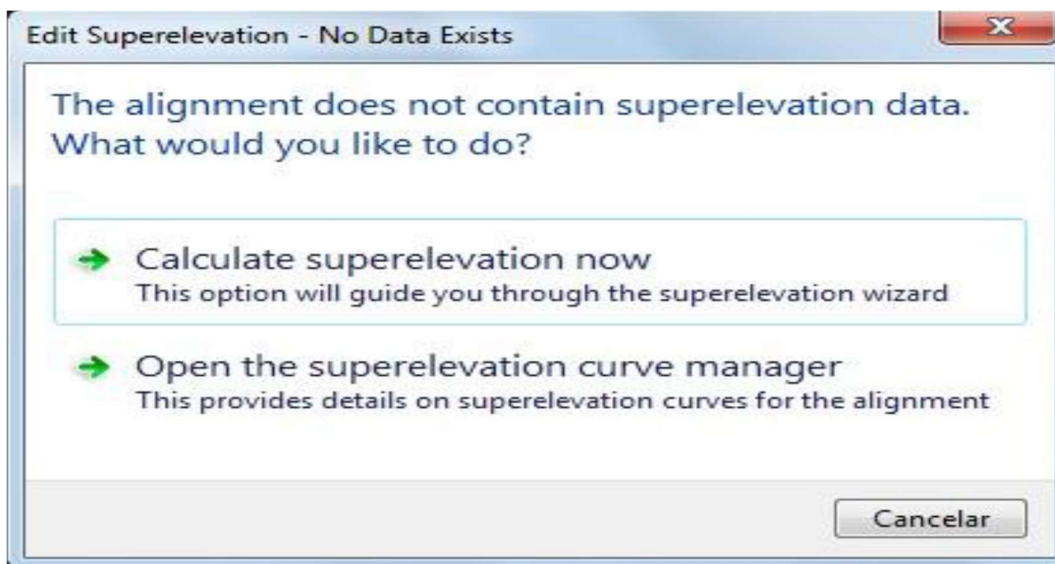 Edit Superelevation - No Data Exists
The alignment does not contain superelevation data.
What would you like to do?
Calculate superelevation now
This option will guide you through the superelevation wizard
Open the superelevation curve manager
This provides details on superelevation curves for the alignment
Cancelar